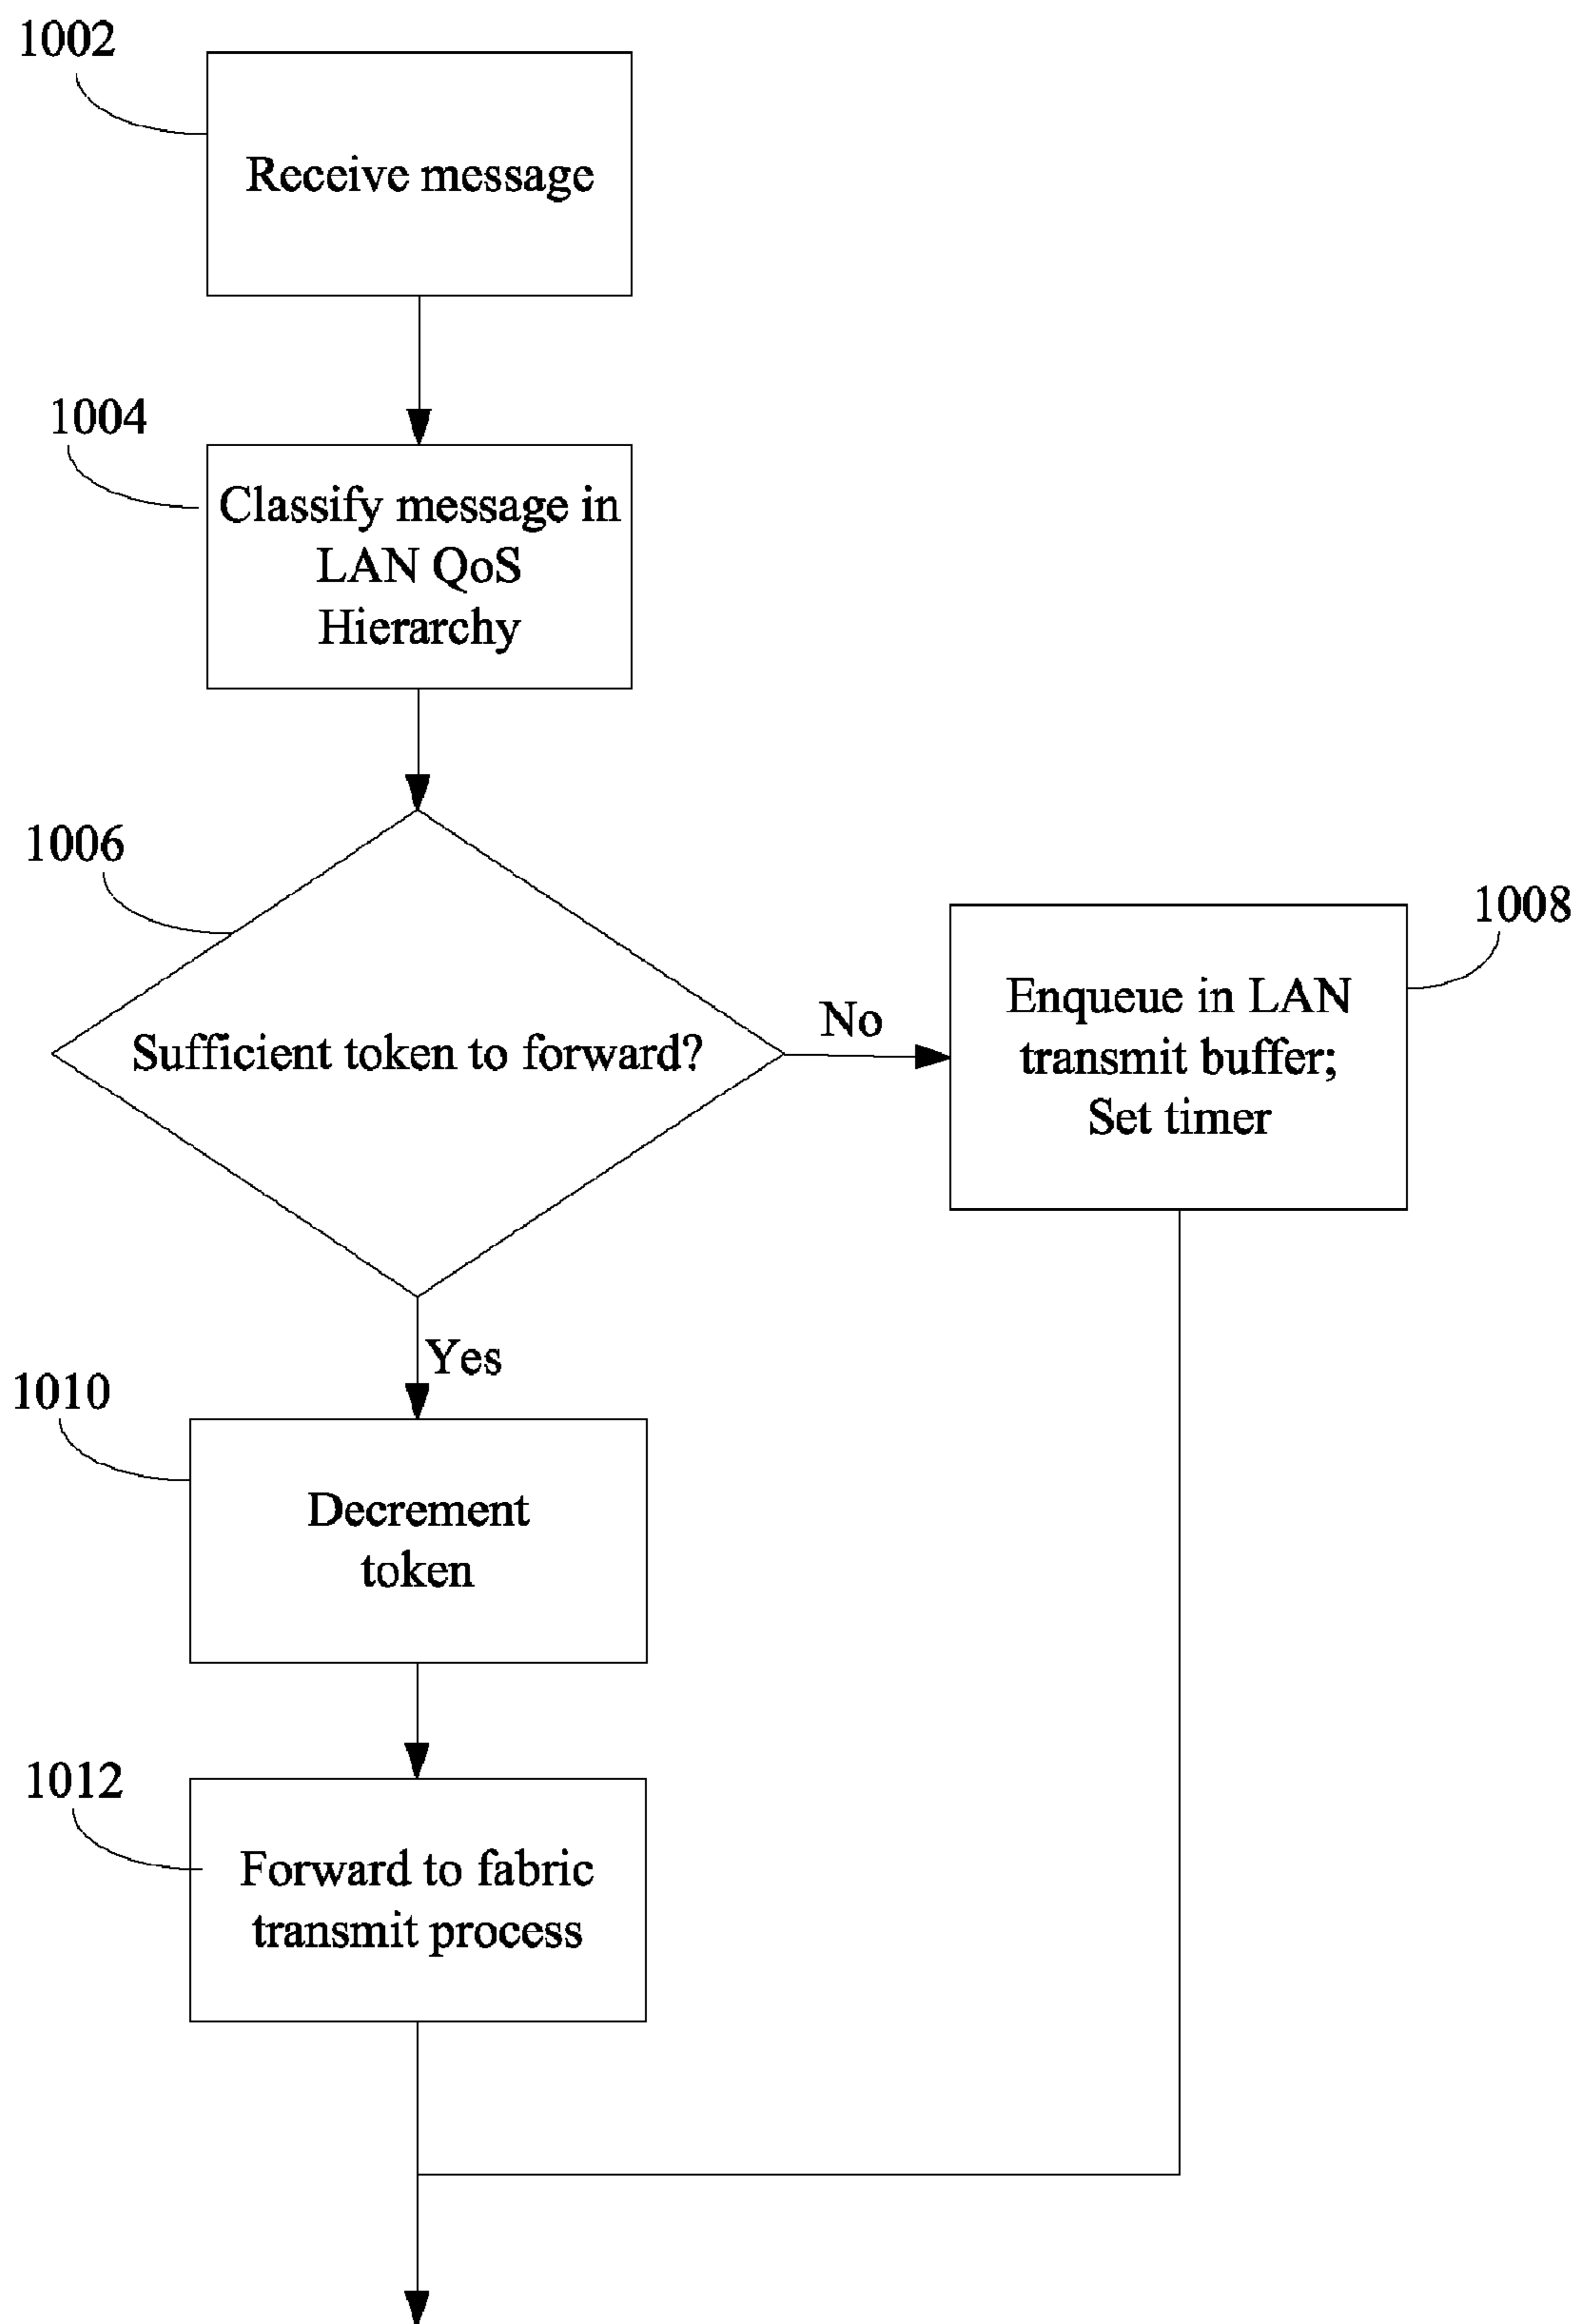 1002
Receive message
1004
Classify message in
LAN QoS
Hierarchy
1006
Sufficient token to forward?
No
1008
Enqueue in LAN
transmit buffer;
Set timer
Yes
1010
Decrement
token
1012
Forward to fabric
transmit process